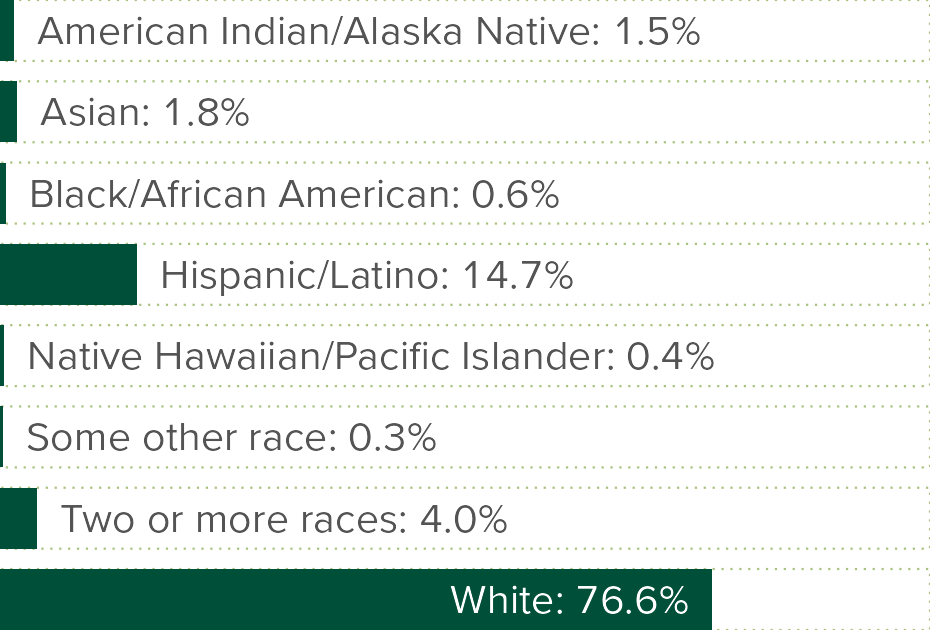 American Indian/Alaska Native: 1.5%
Asian: 1.8%
Black/African American: 0.6%
Hispanic/Latino: 14.7%
Native Hawaiian/Pacific Islander: 0.4%
Some other race: 0.3%
Two or more races: 4.0%
White: 76.6%